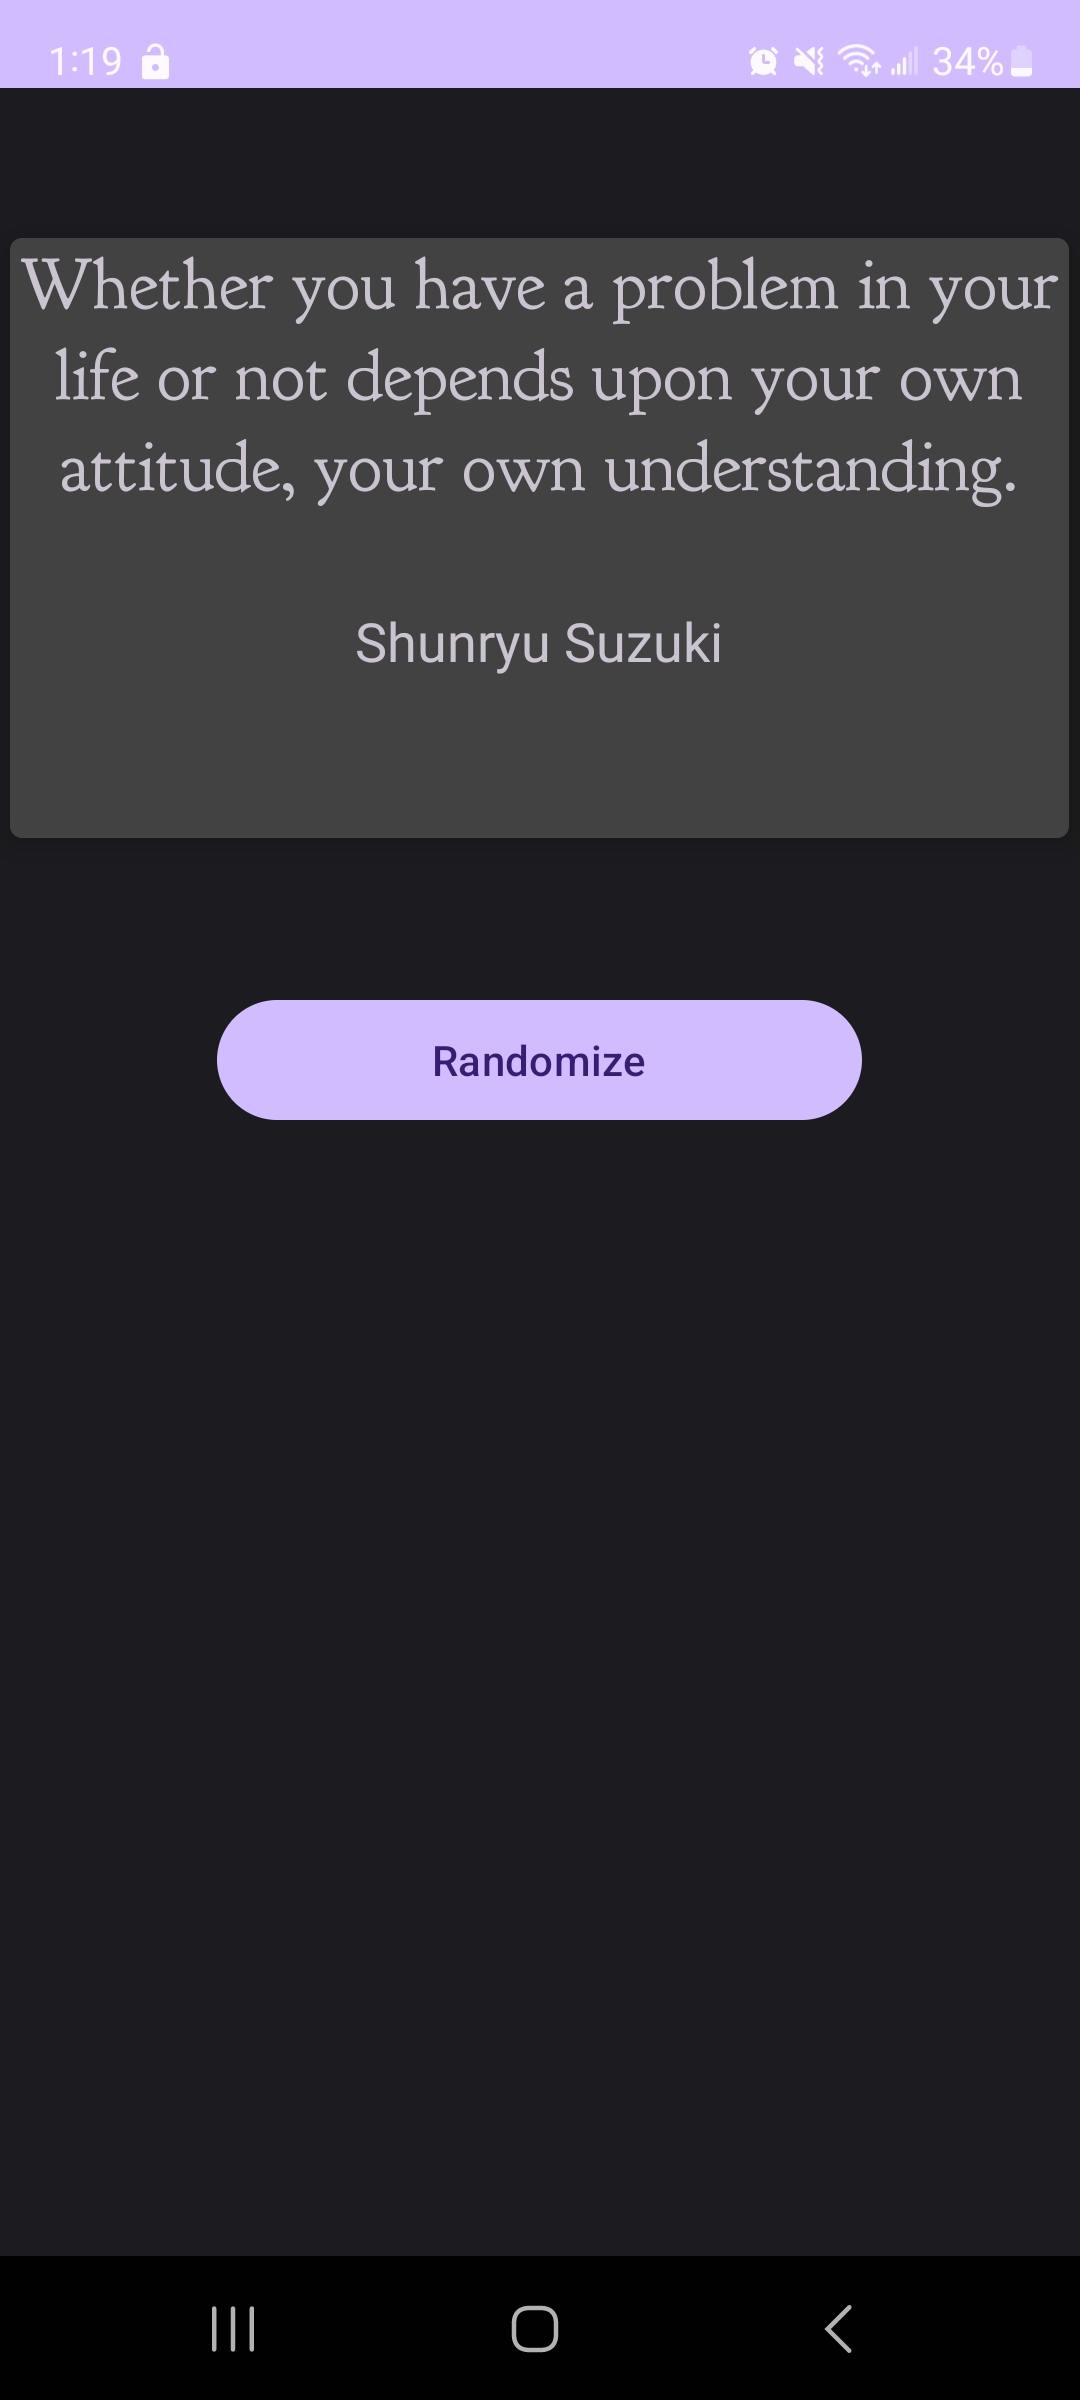 1:19
34%
Whether you have a problem in your
life or not depends upon your own
attitude, your own understanding.
Shunryu Suzuki
Randomize